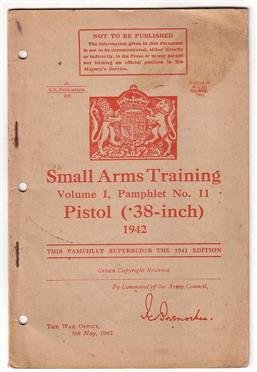 NOT TO BE PUBLISHED
The information given in this document
is not to be communicated, either directly
or indirectly, to the Press or to any person
not holding an official position in His
Majesty's Service.
26
G.S. Publications
Small Arms Training
Volume I, Pamphlet No. 11
Pistol (·38-inch)
1942
THIS PAMPHLET SUPERSEDES THE 1941 EDITION
Crown Copyright Reserved
By Command of the Army Council,
THE WAR OFFICE,
9th May, 1942.